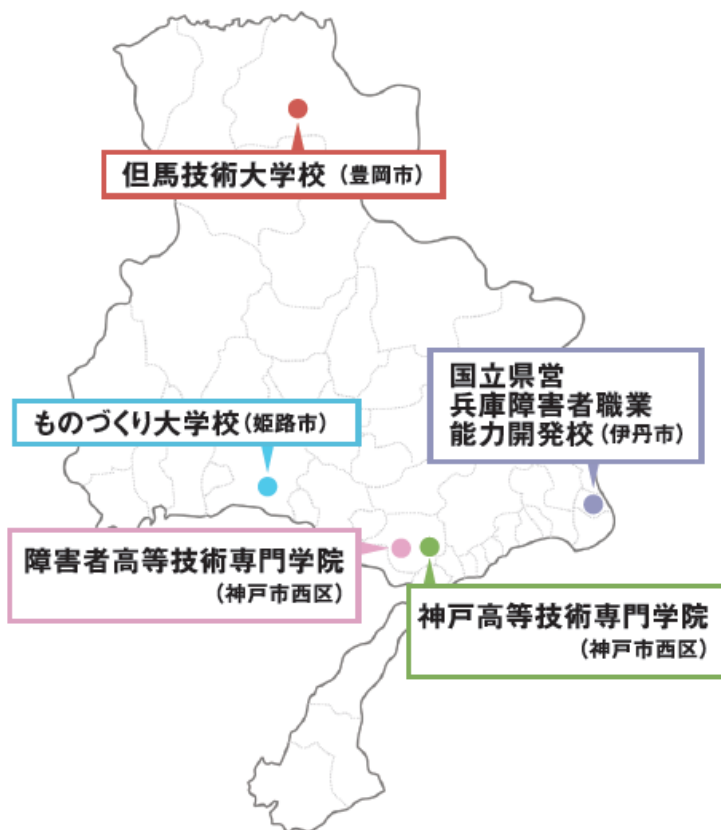 但馬技術大学校（豊岡市）
国立県営
兵庫障害者職業
能力開発校（伊丹市）
ものづくり大学校（姫路市）
障害者高等技術専門学院
（神戸市西区）
神戸高等技術専門学院
（神戸市西区）